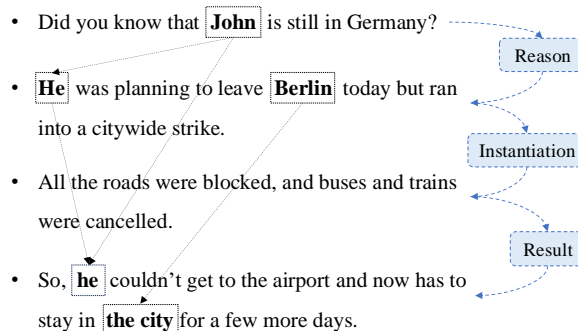 • Did you know that John is still in Germany?
Reason
• He was planning to leave Berlin today but ran
into a citywide strike.
Instantiation
• All the roads were blocked, and buses and trains
were cancelled.
Result
• So, he couldn't get to the airport and now has to
stay in the city for a few more days.